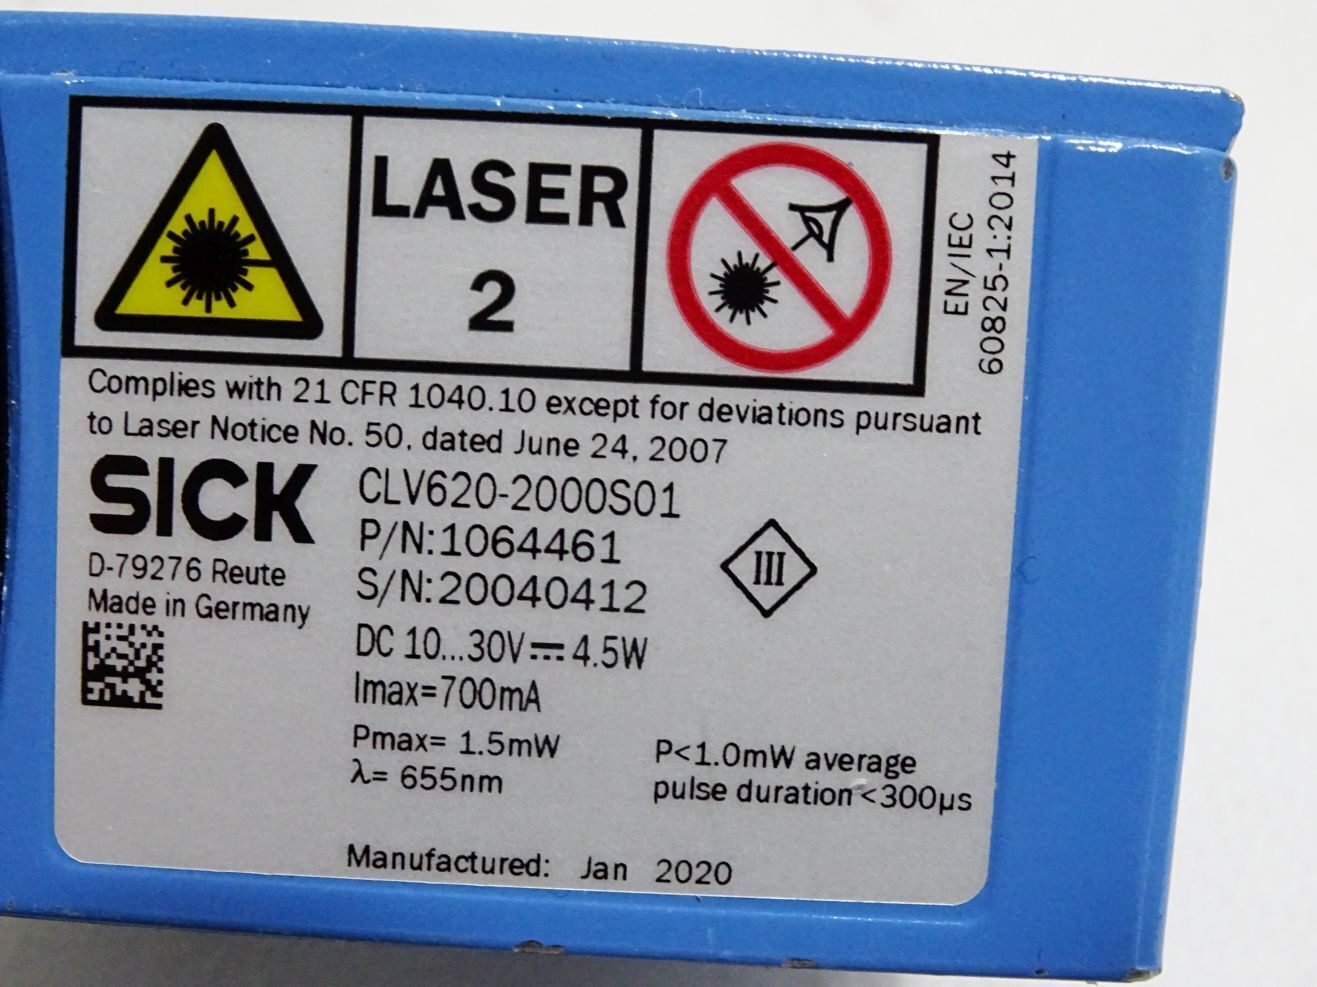 LASER
2
EN/IEC
60825-1:2014
Complies with 21 CFR 1040.10 except for deviations pursuant
to Laser Notice No. 50, dated June 24, 2007
SICK
D-79276 Reute
Made in Germany
CLV620-2000S01
P/N:1064461
S/N:20040412
III
DC 10...30V⎓4.5W
Imax=700mA
Pmax= 1.5mW
λ= 655nm
P<1.0mW average
pulse duration <300µs
Manufactured: Jan 2020